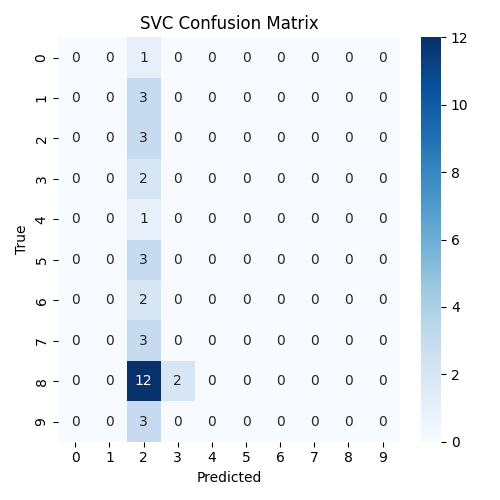 SVC Confusion Matrix
12
0 0 0 1 0 0 0 0 0 0 0
1 0 0 3 0 0 0 0 0 0 0
10
2 0 0 3 0 0 0 0 0 0 0
3 0 0 2 0 0 0 0 0 0 0
8
4 0 0 1 0 0 0 0 0 0 0
True
6
5 0 0 3 0 0 0 0 0 0 0
6 0 0 2 0 0 0 0 0 0 0
4
7 0 0 3 0 0 0 0 0 0 0
2
8 0 0 12 2 0 0 0 0 0 0
9 0 0 3 0 0 0 0 0 0 0
0
0 1 2 3 4 5 6 7 8 9
Predicted